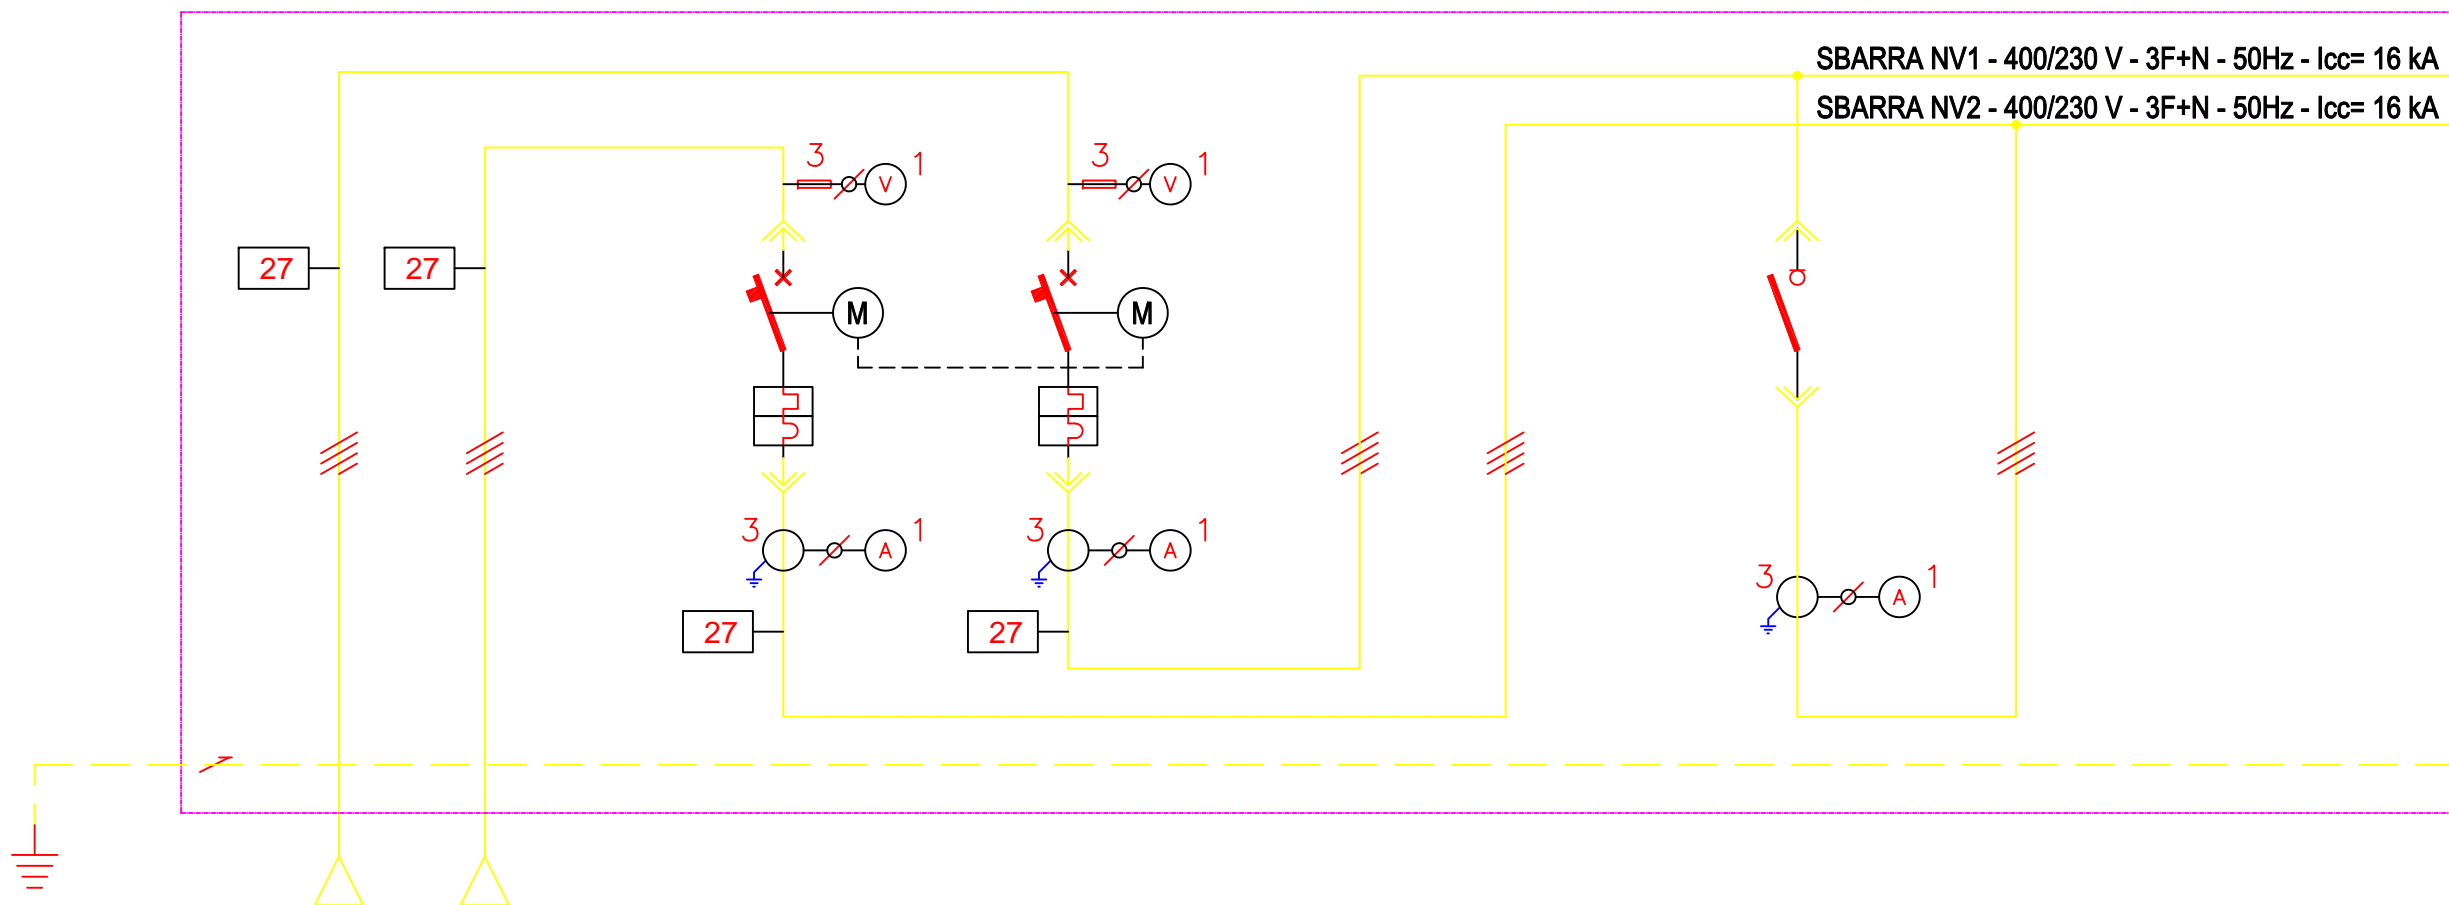 SBARRA NV1 - 400/230 V - 3F+N - 50Hz - Icc= 16 kA
SBARRA NV2 - 400/230 V - 3F+N - 50Hz - Icc= 16 kA
3 V 1
3 V 1
27
27
M
M
3 A 1
3 A 1
3 A 1
27
27